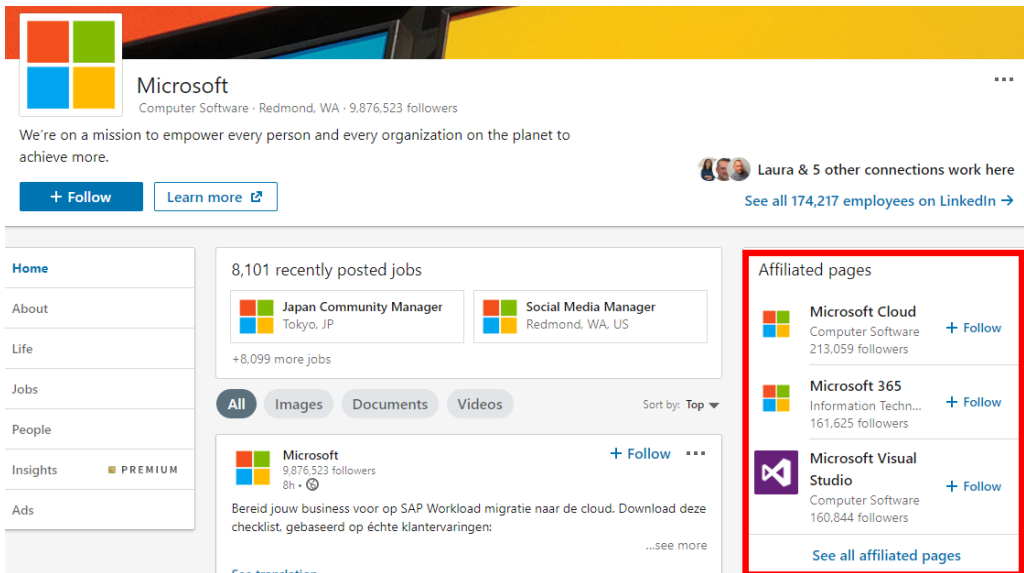 Microsoft
Computer Software · Redmond, WA · 9,876,523 followers
We're on a mission to empower every person and every organization on the planet to
achieve more.
Laura & 5 other connections work here
+ Follow
Learn more
See all 174,217 employees on LinkedIn →
Home
About
Life
Jobs
People
Insights PREMIUM
Ads
8,101 recently posted jobs
Japan Community Manager
Tokyo, JP
Social Media Manager
Redmond, WA, US
+8,099 more jobs
All Images Documents Videos
Sort by: Top
Microsoft
9,876,523 followers
8h •
+ Follow
Bereid jouw business voor op SAP Workload migratie naar de cloud. Download deze
checklist, gebaseerd op échte klantervaringen:
...see more
See translation
Affiliated pages
Microsoft Cloud
Computer Software
213,059 followers
+ Follow
Microsoft 365
Information Techn...
161,625 followers
+ Follow
Microsoft Visual
Studio
Computer Software
160,844 followers
+ Follow
See all affiliated pages